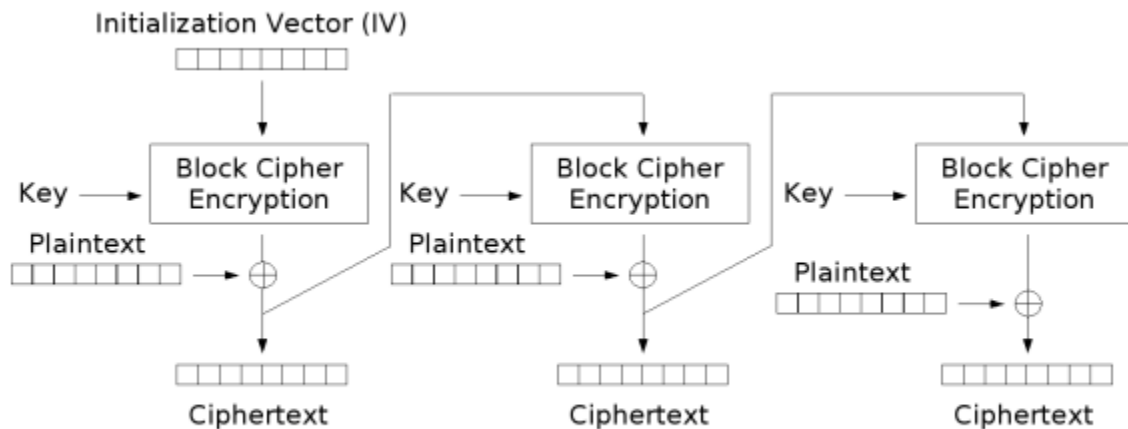 Initialization Vector (IV)
Block Cipher
Encryption
Key
Plaintext
Ciphertext
Block Cipher
Encryption
Key
Plaintext
Ciphertext
Block Cipher
Encryption
Key
Plaintext
Ciphertext